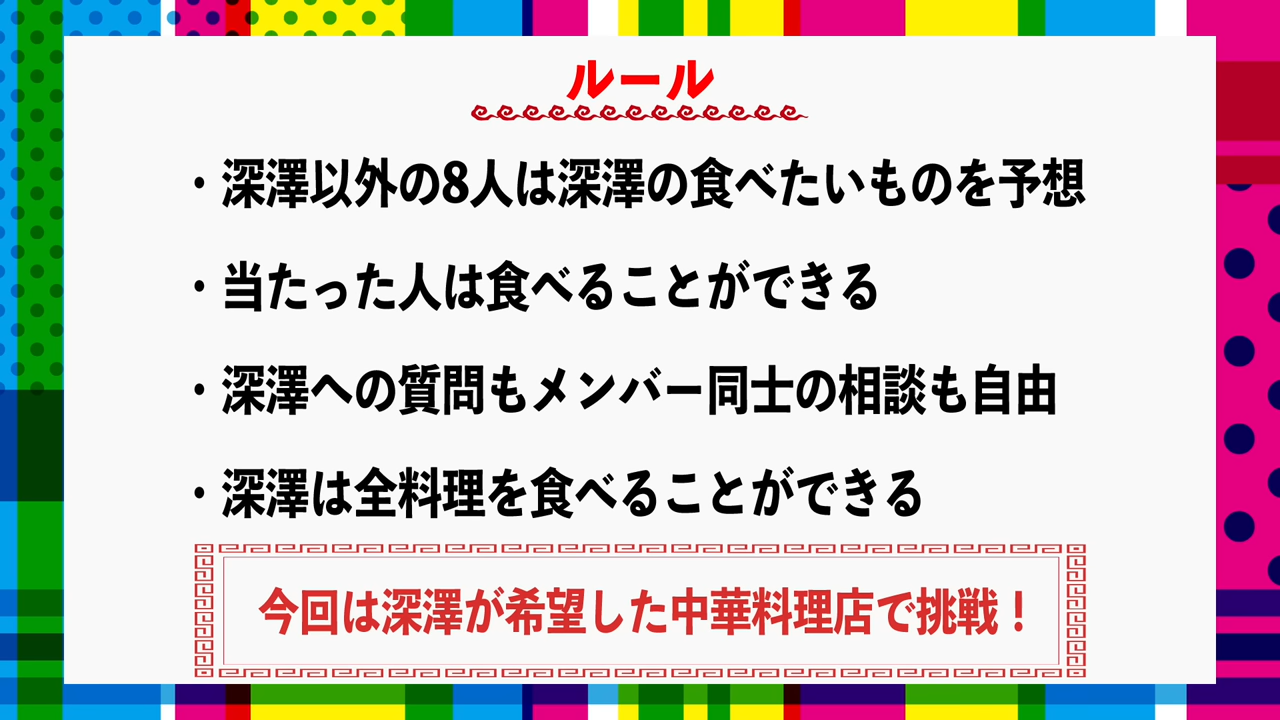 ルール
・深澤以外の8人は深澤の食べたいものを予想
・当たった人は食べることができる
・深澤への質問もメンバー同士の相談も自由
・深澤は全料理を食べることができる
今回は深澤が希望した中華料理店で挑戦！